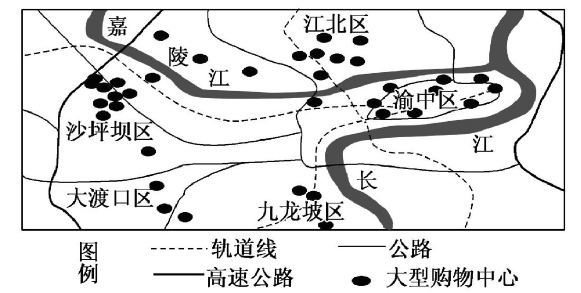 嘉
陵
江
江北区
渝中区
沙坪坝区
江
长
大渡口区
九龙坡区
图例
轨道线
公路
高速公路
大型购物中心